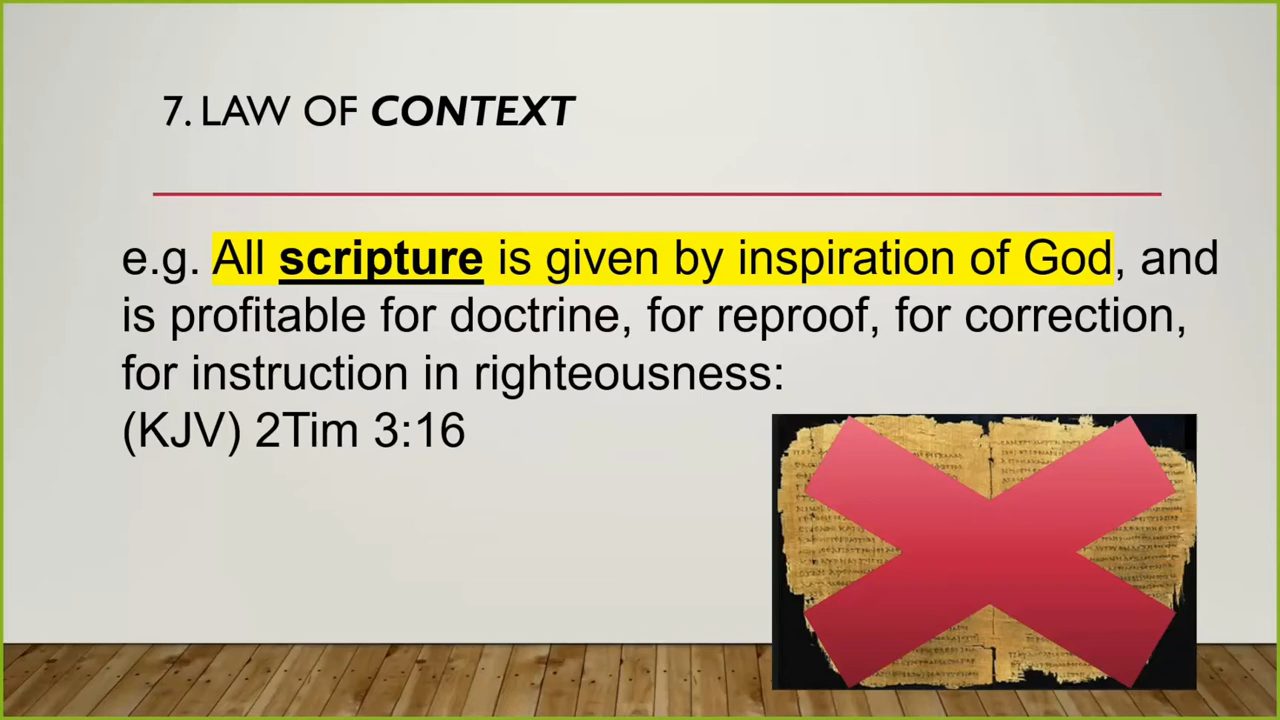 7. LAW OF CONTEXT
e.g. All scripture is given by inspiration of God, and
is profitable for doctrine, for reproof, for correction,
for instruction in righteousness:
(KJV) 2Tim 3:16